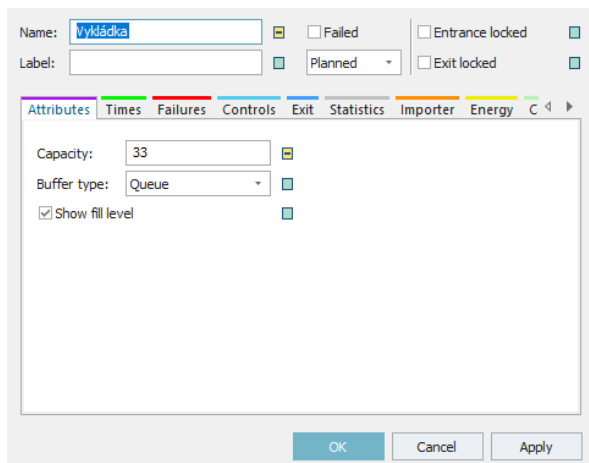 Name: Vykládka Failed Entrance locked
Label: Planned Exit locked
Attributes Times Failures Controls Exit Statistics Importer Energy C
Capacity: 33
Buffer type: Queue
Show fill level
OK Cancel Apply